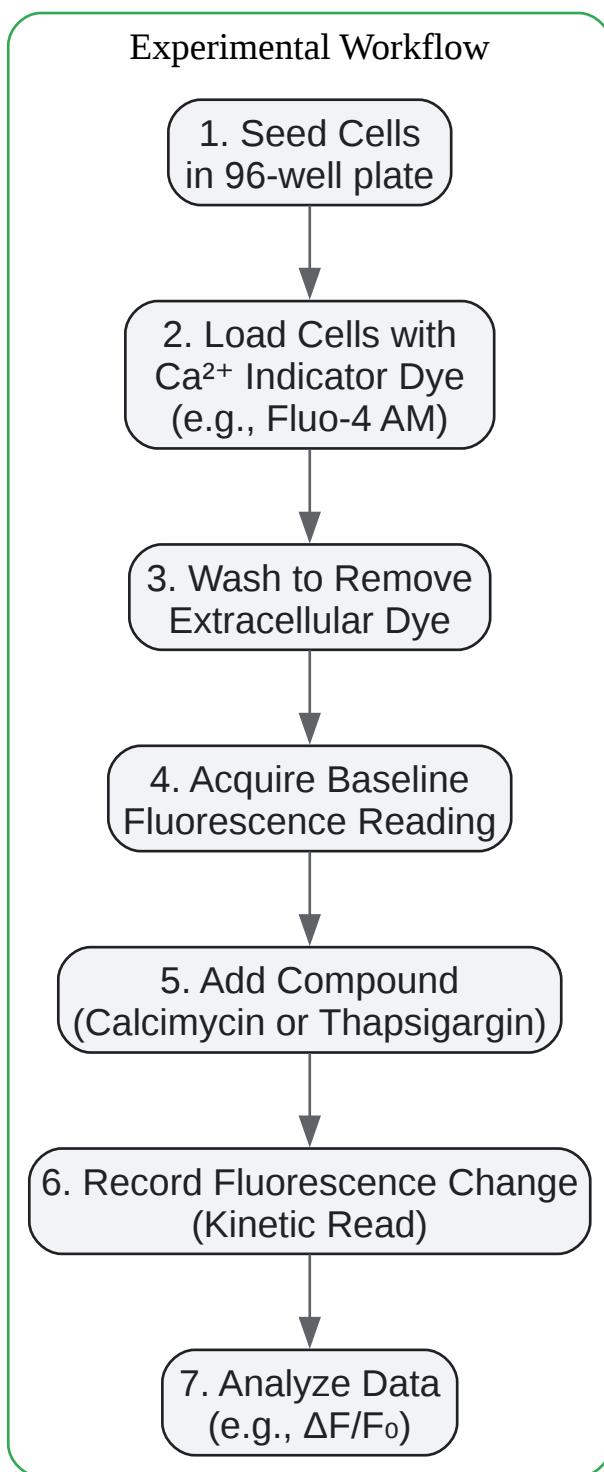 Experimental Workflow
1. Seed Cells
in 96-well plate
2. Load Cells with
Ca²⁺ Indicator Dye
(e.g., Fluo-4 AM)
3. Wash to Remove
Extracellular Dye
4. Acquire Baseline
Fluorescence Reading
5. Add Compound
(Calcimycin or Thapsigargin)
6. Record Fluorescence Change
(Kinetic Read)
7. Analyze Data
(e.g., ΔF/F₀)